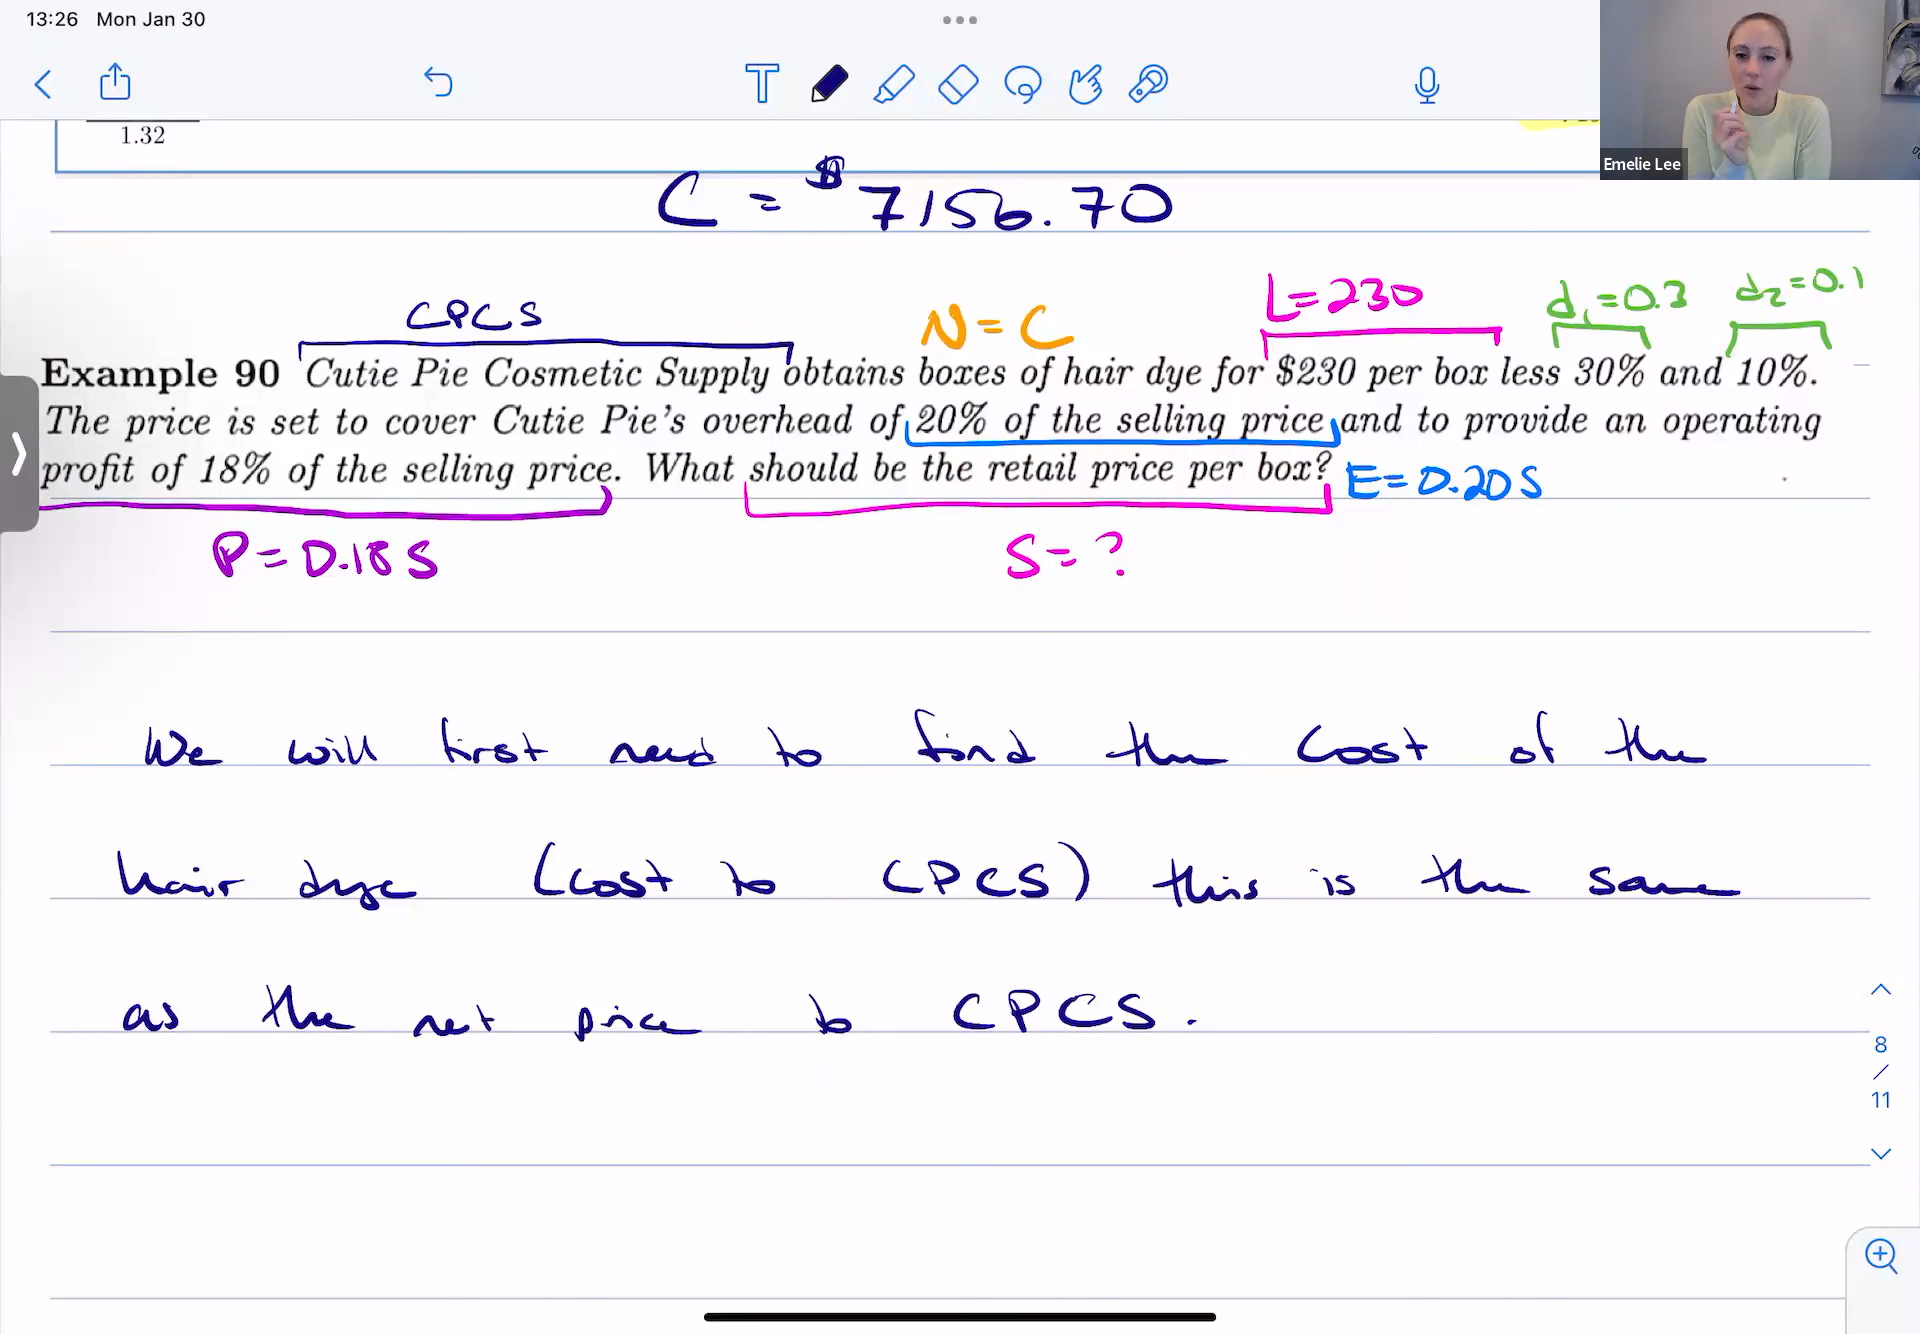 13:26 Mon Jan 30
T
Emelie Lee
1.32
C = $7156.70
CPCS
N = C
L=230
d₁=0.3
d₂=0.1
Example 90 Cutie Pie Cosmetic Supply obtains boxes of hair dye for $230 per box less 30% and 10%.
The price is set to cover Cutie Pie's overhead of 20% of the selling price and to provide an operating
profit of 18% of the selling price. What should be the retail price per box?
E=0.20S
P=0.18S
S=?
We will first need to find the cost of the
hair dye (cost to CPCS) this is the same
as the net price to CPCS.
8
/
11